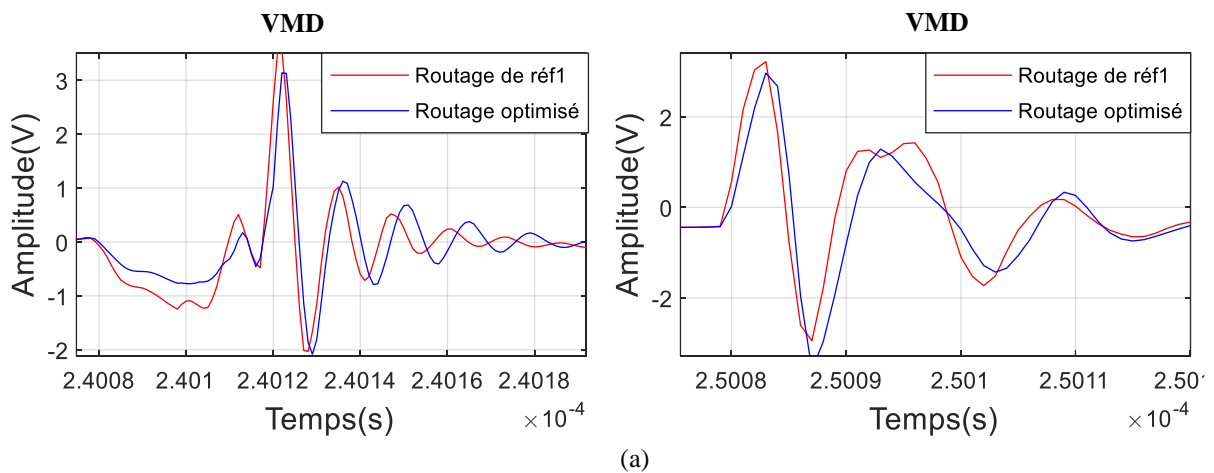 VMD
Routage de réf1
Routage optimisé
Amplitude(V)
3
2
1
0
-1
-2
2.4008 2.401 2.4012 2.4014 2.4016 2.4018
Temps(s)
×10-4
VMD
Routage de réf1
Routage optimisé
Amplitude(V)
2
0
-2
2.5008 2.5009 2.501 2.5011 2.501
Temps(s)
×10-4
(a)